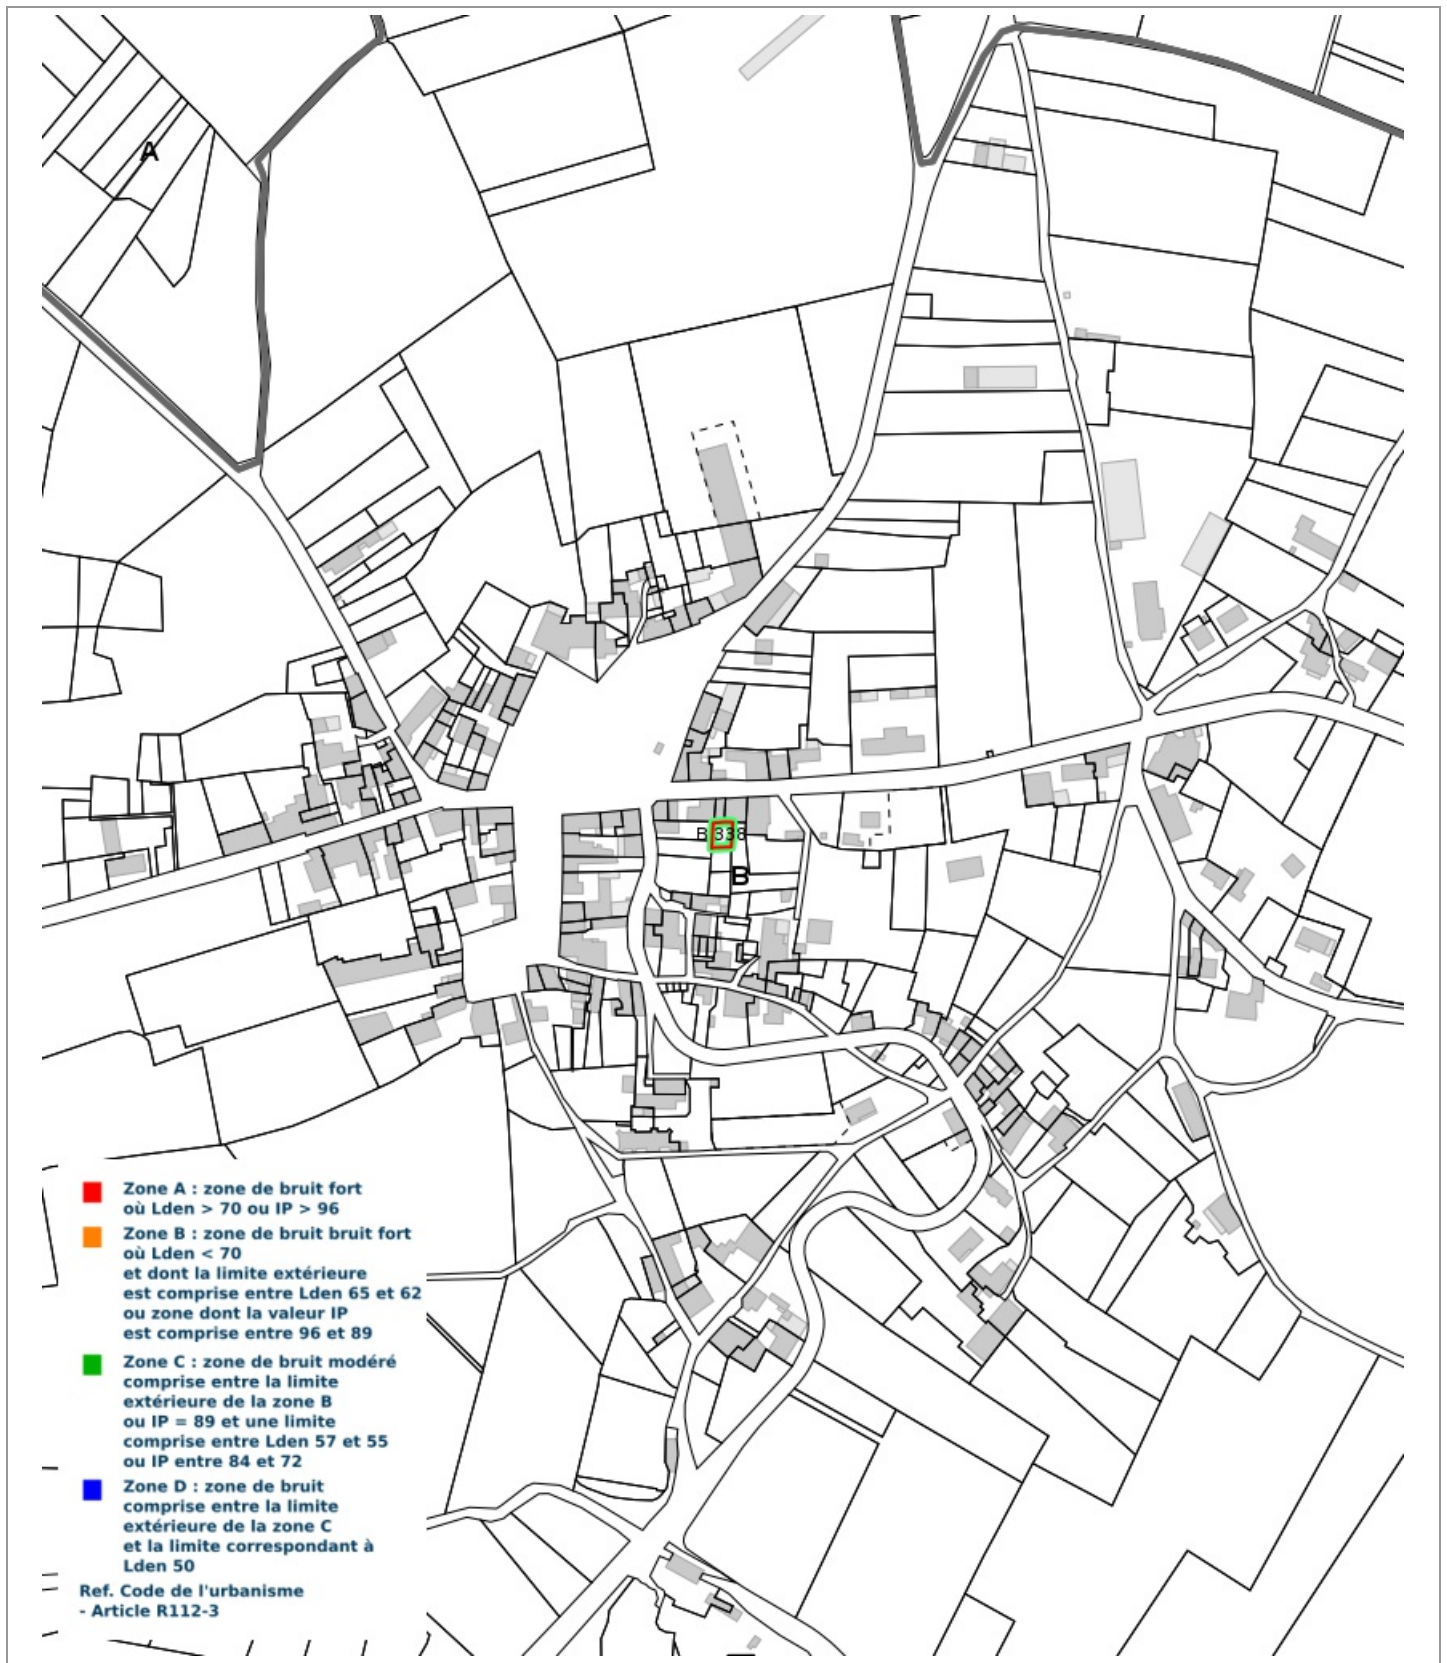 A
B 338
B
Zone A : zone de bruit fort
où Lden > 70 ou IP > 96
Zone B : zone de bruit bruit fort
où Lden < 70
et dont la limite extérieure
est comprise entre Lden 65 et 62
ou zone dont la valeur IP
est comprise entre 96 et 89
Zone C : zone de bruit modéré
comprise entre la limite
extérieure de la zone B
ou IP = 89 et une limite
comprise entre Lden 57 et 55
ou IP entre 84 et 72
Zone D : zone de bruit
comprise entre la limite
extérieure de la zone C
et la limite correspondant à
Lden 50
Ref. Code de l'urbanisme
- Article R112-3